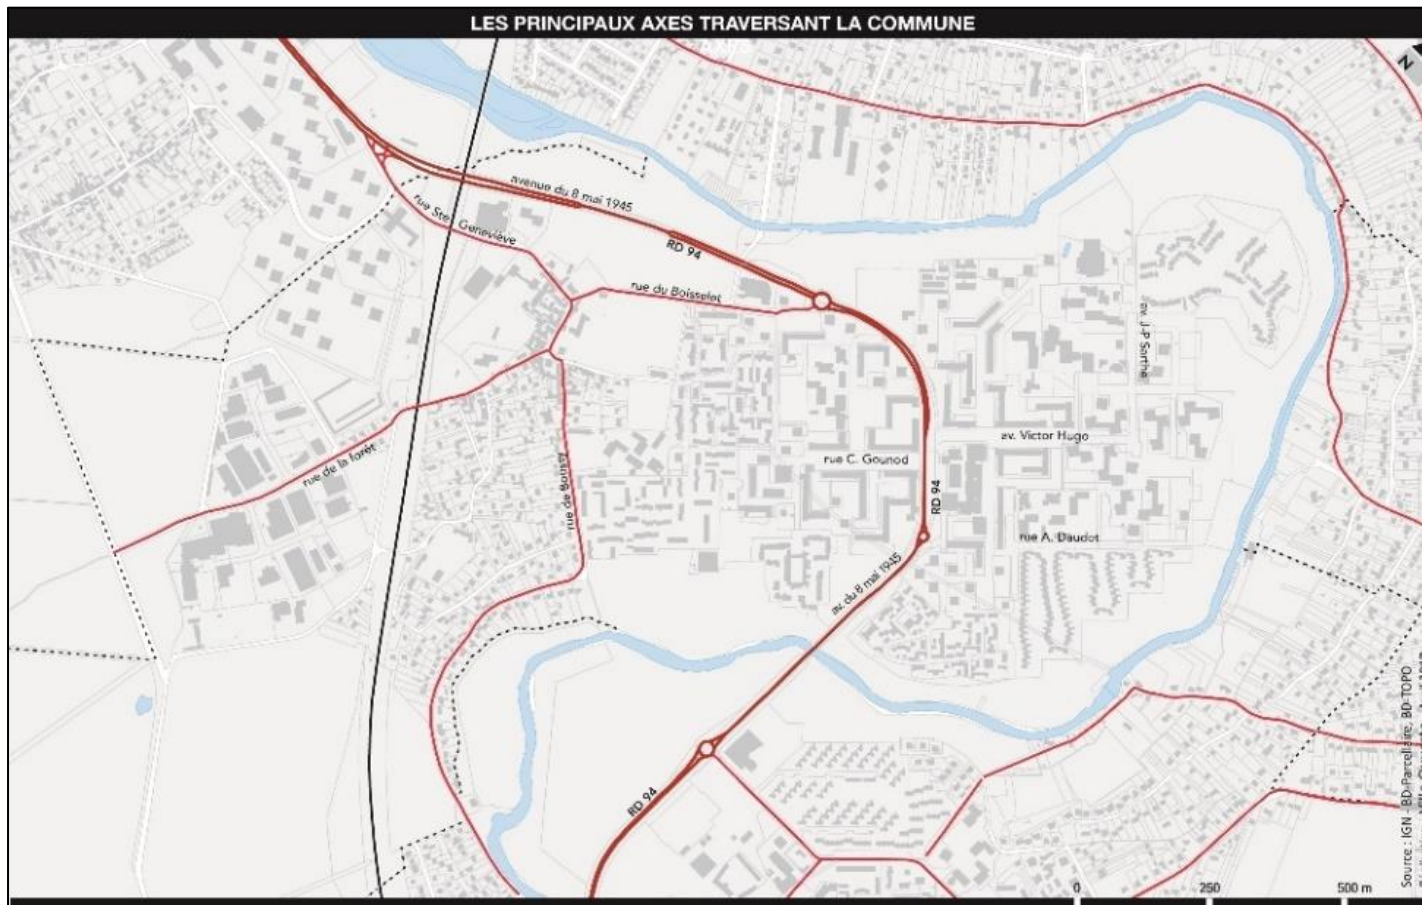 LES PRINCIPAUX AXES TRAVERSANT LA COMMUNE
N
avenue du 8 mai 1945
rue Ste Geneviève
RD 94
rue du Boisselet
av. J-P Sarthe
av. Victor Hugo
rue C. Gounod
rue de la forêt
rue de Goussy
RD 94
rue A. Daudet
av. du 8 mai 1945
RD 94
0 250 500 m
Source : IGN - BD-Parcellaire, BD-TOPO